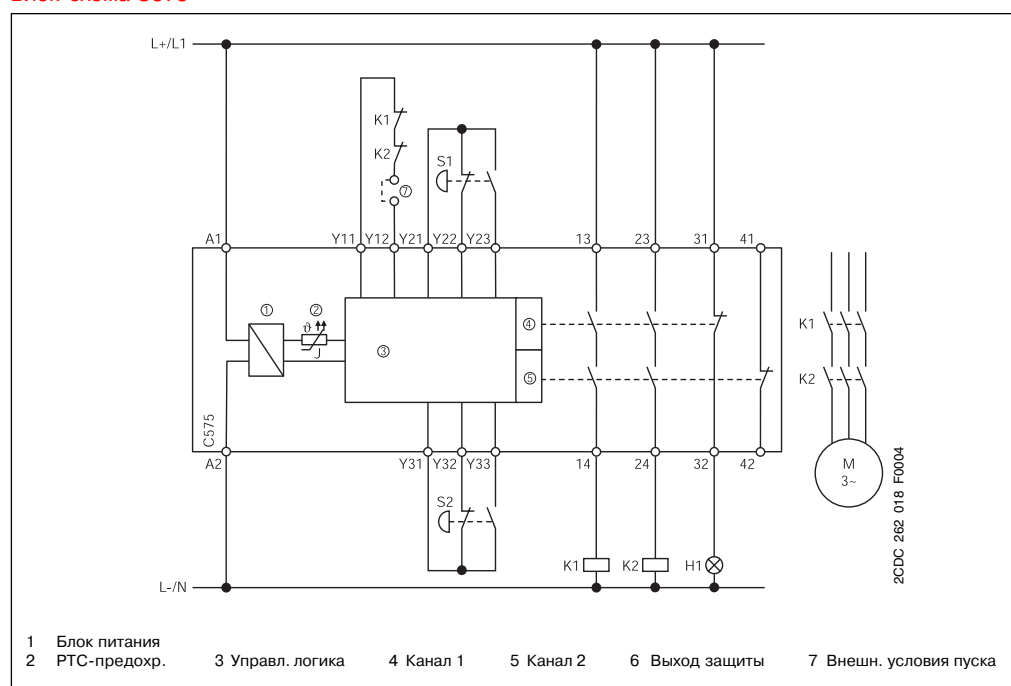 L+/L1
K1
K2
⑦
S1
A1
Y11
Y12
Y21
Y22
Y23
13
23
31
41
①
②
ϑ
J
③
④
⑤
K1
K2
C575
A2
Y31
Y32
Y33
14
24
32
42
M
3~
S2
K1
K2
H1
L-/N
2CDC 262 018 F0004
1 Блок питания
2 PTC-предохр. 3 Управл. логика 4 Канал 1 5 Канал 2 6 Выход защиты 7 Внешн. условия пуска